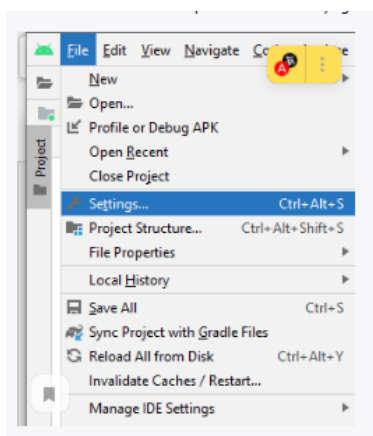 File Edit View Navigate
New
Open...
Profile or Debug APK
Open Recent
Close Project
Settings... Ctrl+Alt+S
Project Structure... Ctrl+Alt+Shift+S
File Properties
Local History
Save All Ctrl+S
Sync Project with Gradle Files
Reload All from Disk Ctrl+Alt+Y
Invalidate Caches / Restart...
Manage IDE Settings
Project